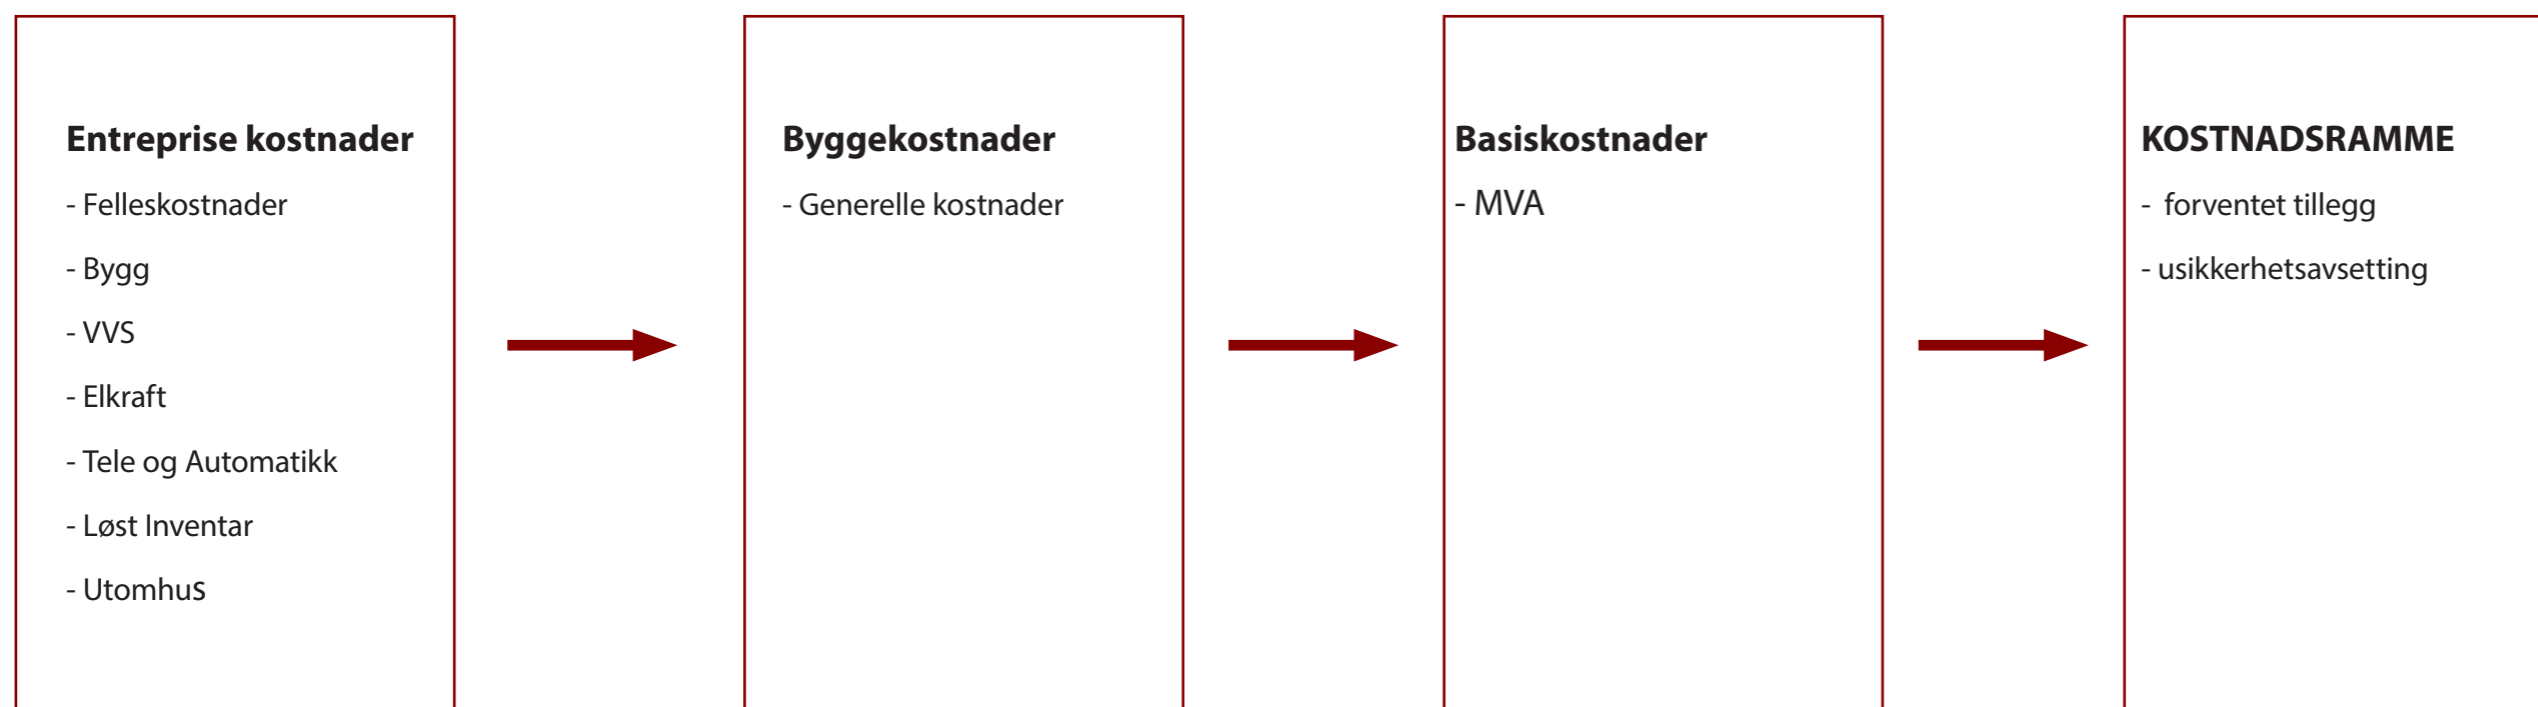 Entreprise kostnader
- Felleskostnader
- Bygg
- VVS
- Elkraft
- Tele og Automatikk
- Løst Inventar
- Utomhus
Byggekostnader
- Generelle kostnader
Basiskostnader
- MVA
KOSTNADSRAMME
- forventet tillegg
- usikkerhetsavsetting